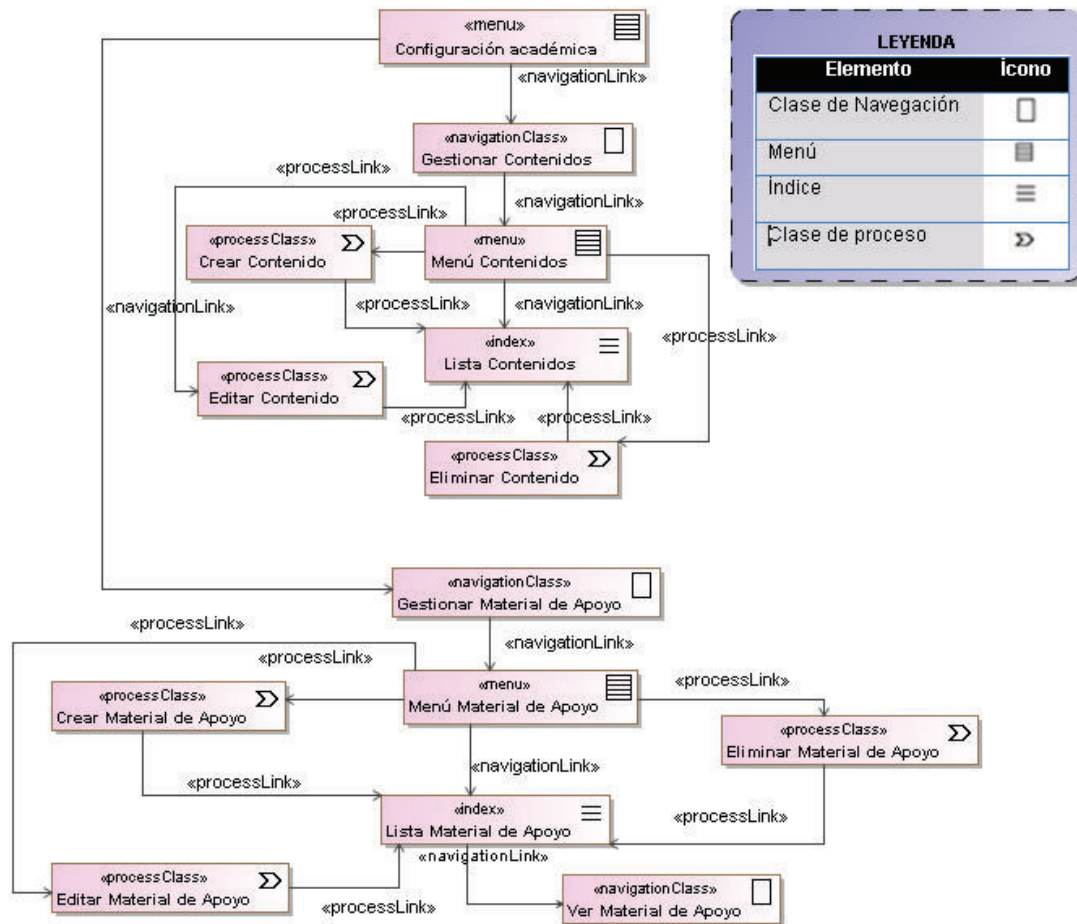 «menu»
Configuración académica
«navigationLink»
«navigationClass»
Gestionar Contenidos
«processLink»
«navigationLink»
«processLink»
«processClass»
Crear Contenido
«menu»
Menú Contenidos
«navigationLink»
«processLink»
«navigationLink»
«processLink»
«index»
Lista Contenidos
«processClass»
Editar Contenido
«processLink»
«processLink»
«processClass»
Eliminar Contenido
«navigationClass»
Gestionar Material de Apoyo
«processLink»
«navigationLink»
«processLink»
«processClass»
Crear Material de Apoyo
«menu»
Menú Material de Apoyo
«processLink»
«processClass»
Eliminar Material de Apoyo
«navigationLink»
«processLink»
«index»
Lista Material de Apoyo
«processLink»
«navigationLink»
«processClass»
Editar Material de Apoyo
«processLink»
«navigationClass»
Ver Material de Apoyo
LEYENDA
Elemento Ícono
Clase de Navegación
Menú
Índice
Clase de proceso